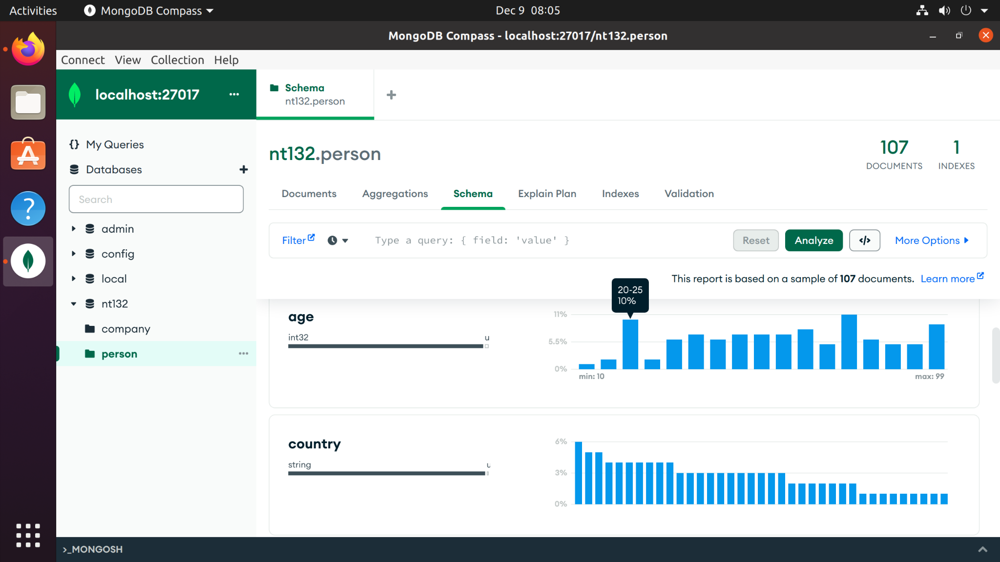 Activities
MongoDB Compass
Dec 9 08:05
MongoDB Compass - localhost:27017/nt132.person
Connect View Collection Help
localhost:27017
Schema
nt132.person
My Queries
Databases
Search
admin
config
local
nt132
company
person
nt132.person
107
DOCUMENTS
1
INDEXES
Documents Aggregations Schema Explain Plan Indexes Validation
Filter
Type a query: { field: 'value' }
Reset
Analyze
</>
More Options
This report is based on a sample of 107 documents. Learn more
20-25
10%
age
int32
u
11%
5.5%
0%
min: 10
max: 99
country
string
u
6%
3%
0%
>_MONGOSH